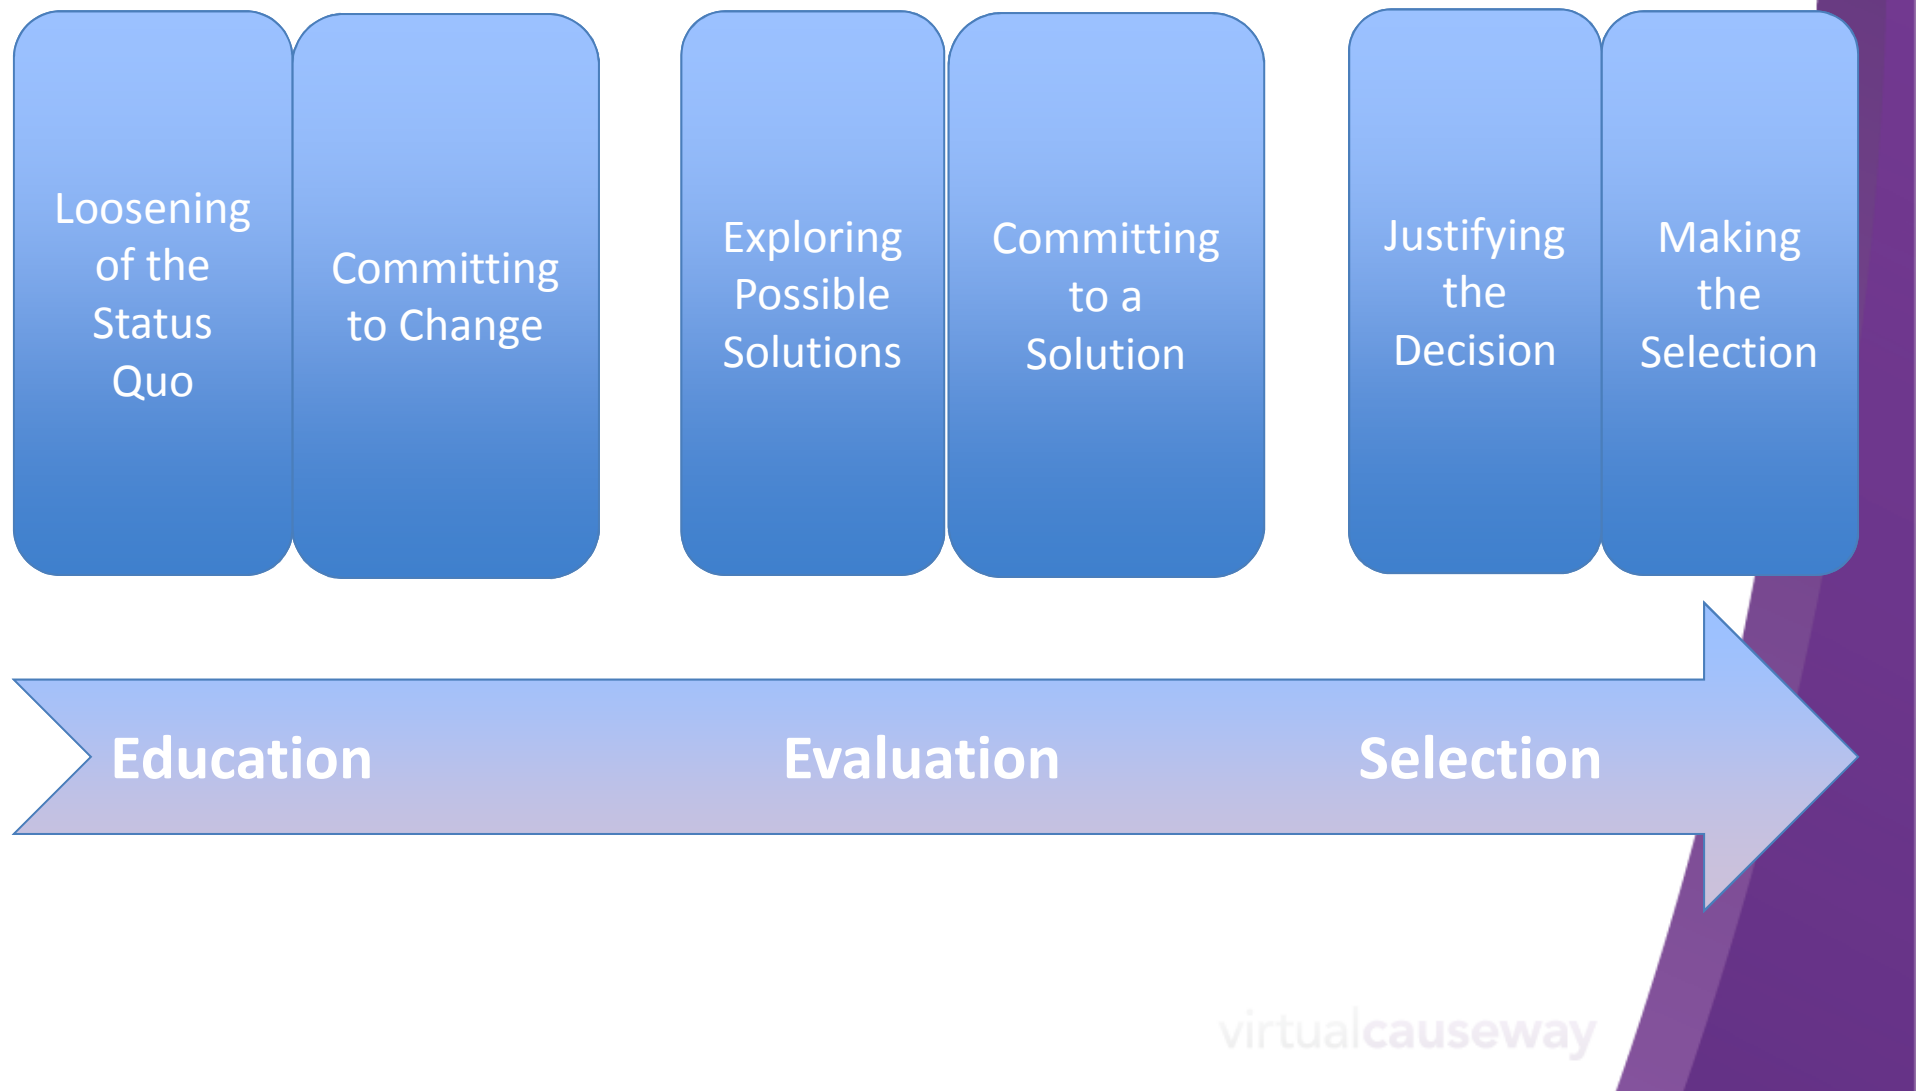 Loosening
of the
Status
Quo
Committing
to Change
Exploring
Possible
Solutions
Committing
to a
Solution
Justifying
the
Decision
Making
the
Selection
Education
Evaluation
Selection
virtualcauseway